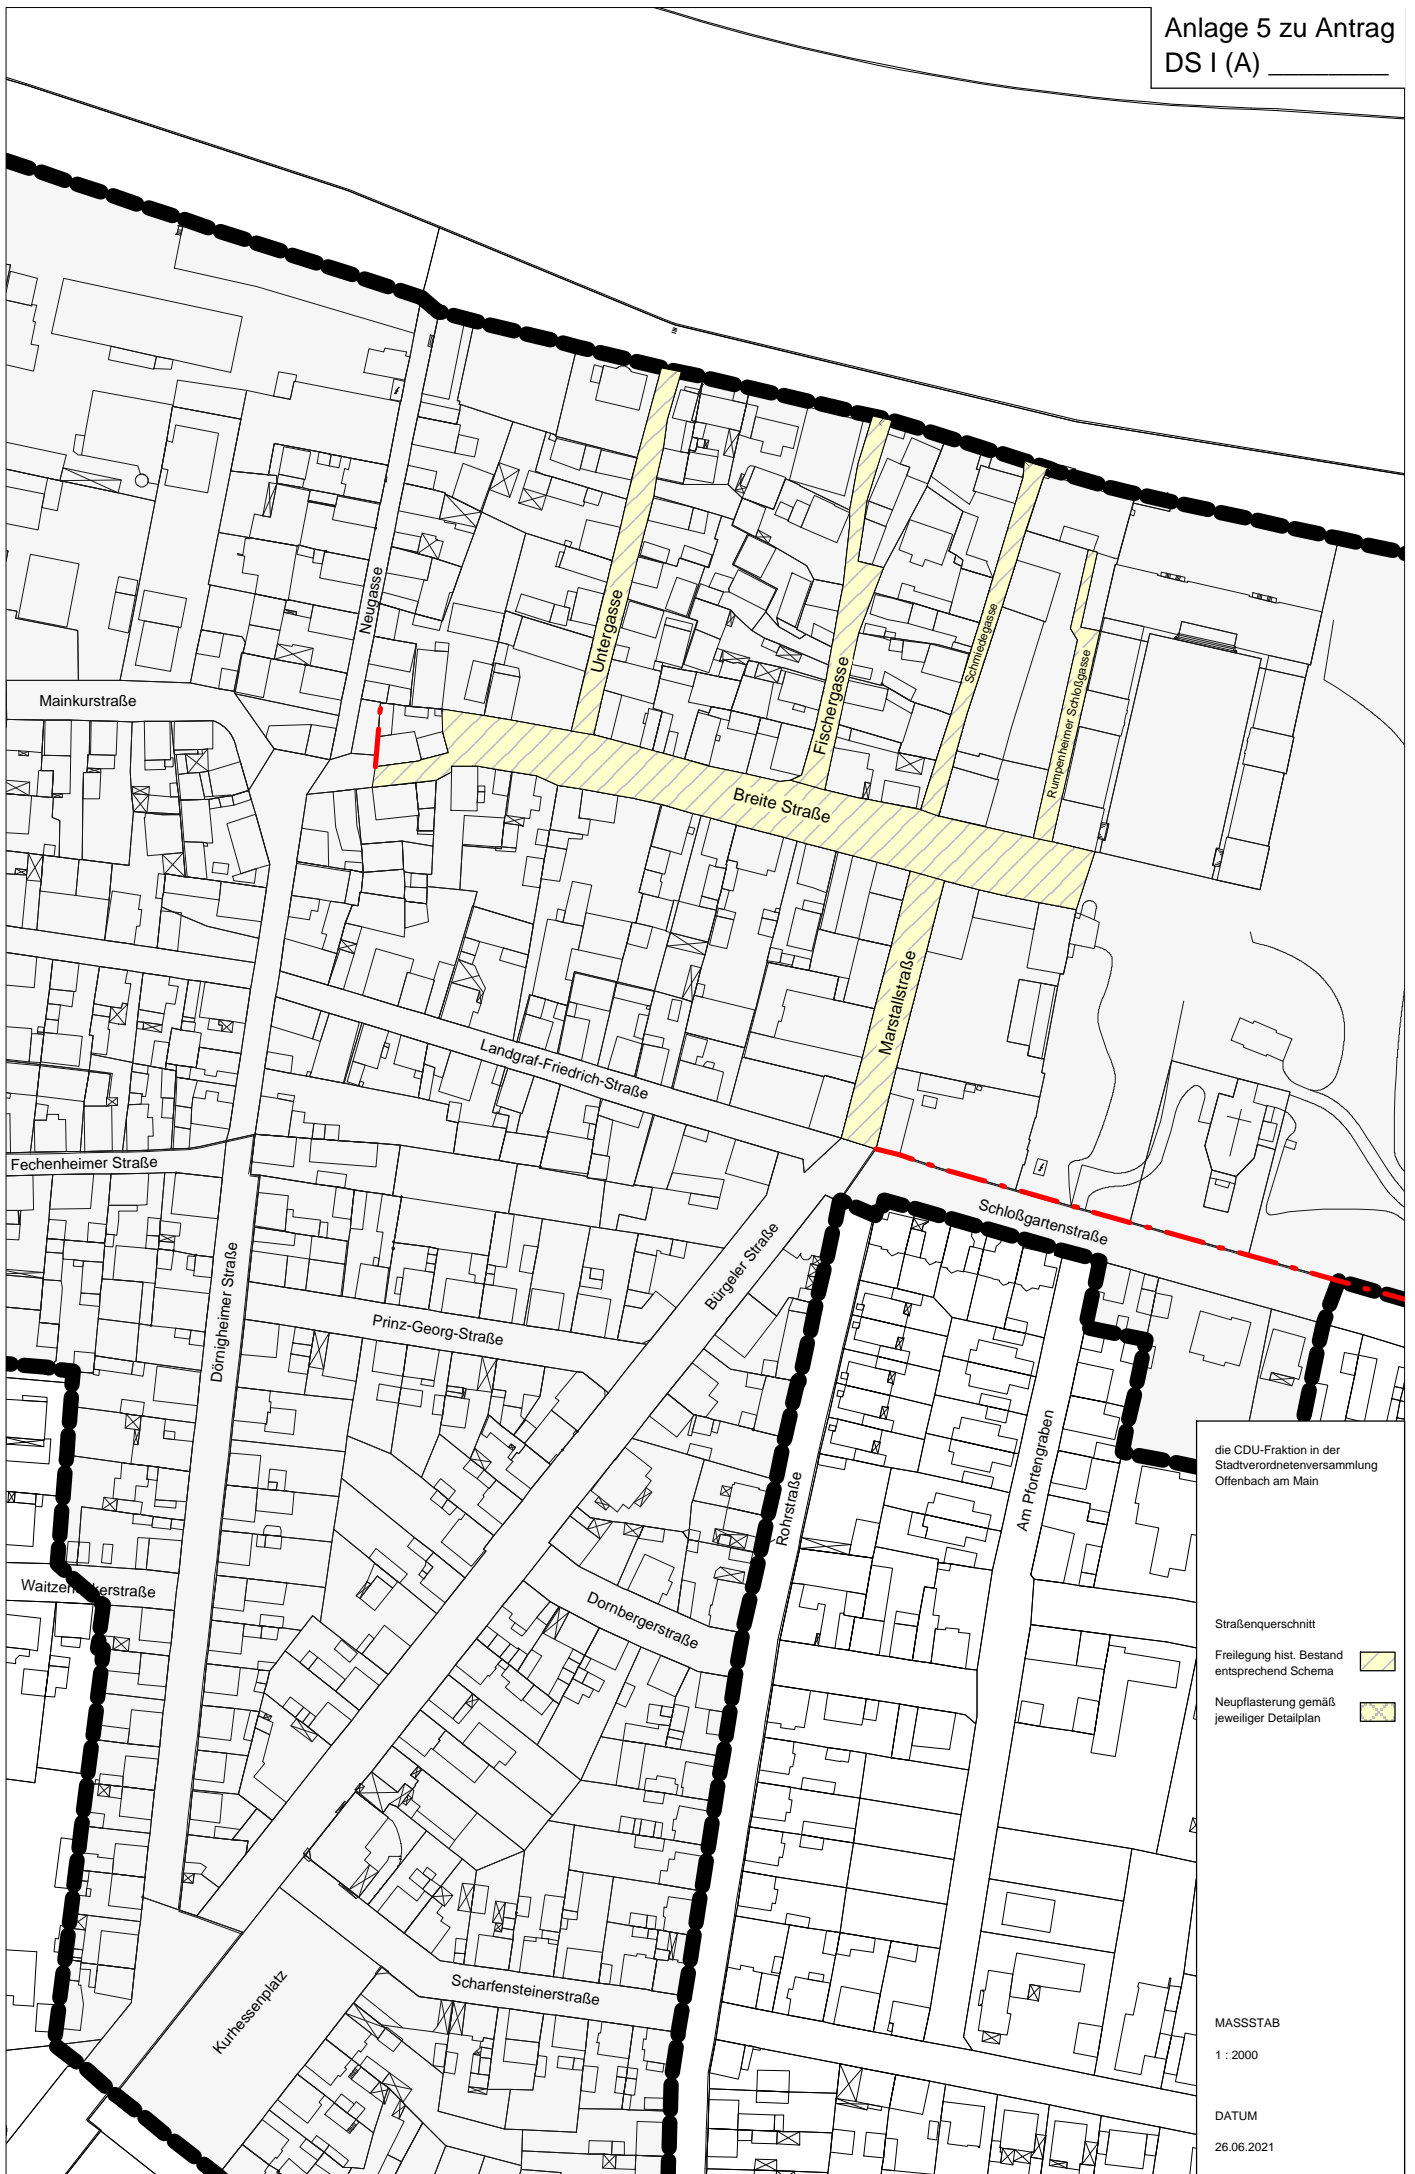 Anlage 5 zu Antrag
DS I (A) ________
Neugasse
Untergasse
Fischergasse
Schmiedegasse
Rumpenheimer Schloßgasse
Mainkurstraße
Breite Straße
Marstallstraße
Landgraf-Friedrich-Straße
Fechenheimer Straße
Schloßgartenstraße
Bürgeler Straße
Dörnigheimer Straße
Prinz-Georg-Straße
Am Pfortengraben
Rohrstraße
Dornbergerstraße
Scharfensteinerstraße
Kurhessenplatz
die CDU-Fraktion in der
Stadtverordnetenversammlung
Offenbach am Main
Straßenquerschnitt
Freilegung hist. Bestand
entsprechend Schema
Neupflasterung gemäß
jeweiliger Detailplan
MASSSTAB
1 : 2000
DATUM
26.06.2021